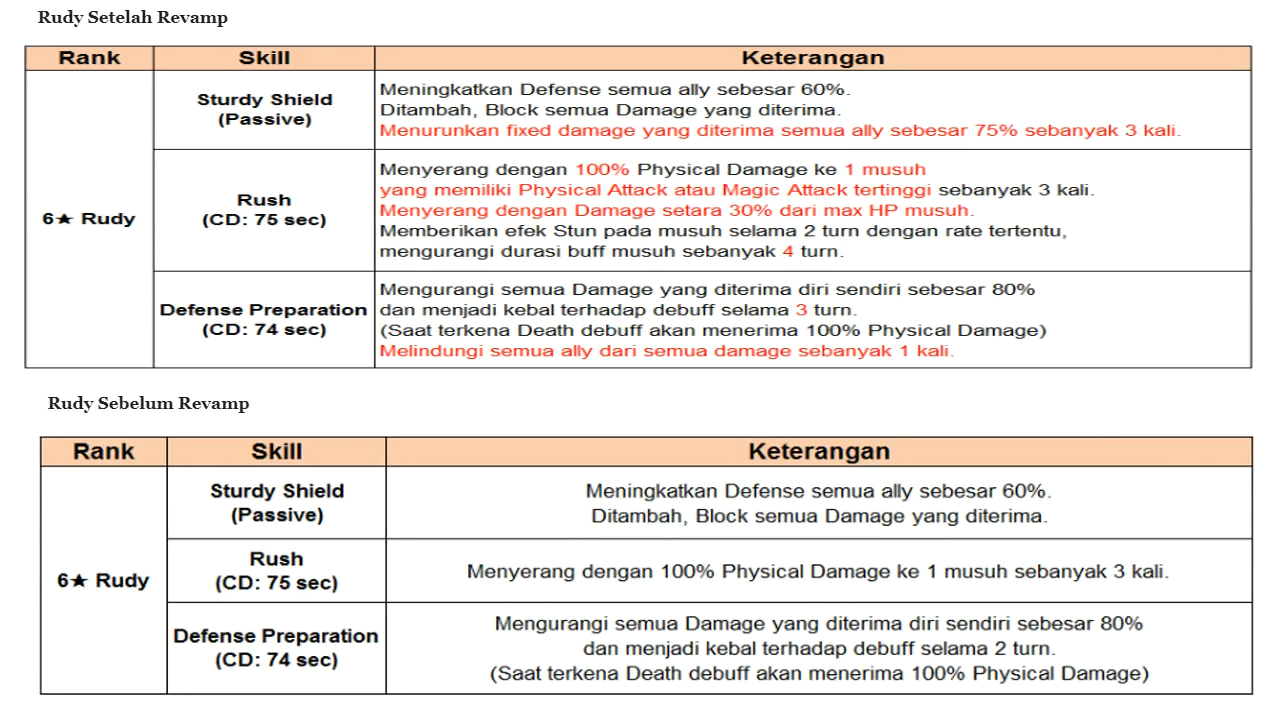 Rudy Setelah Revamp
Rank Skill Keterangan
6★ Rudy
Sturdy Shield
(Passive)
Meningkatkan Defense semua ally sebesar 60%.
Ditambah, Block semua Damage yang diterima.
Menurunkan fixed damage yang diterima semua ally sebesar 75% sebanyak 3 kali.
Rush
(CD: 75 sec)
Menyerang dengan 100% Physical Damage ke 1 musuh
yang memiliki Physical Attack atau Magic Attack tertinggi sebanyak 3 kali.
Menyerang dengan Damage setara 30% dari max HP musuh.
Memberikan efek Stun pada musuh selama 2 turn dengan rate tertentu,
mengurangi durasi buff musuh sebanyak 4 turn.
Defense Preparation
(CD: 74 sec)
Mengurangi semua Damage yang diterima diri sendiri sebesar 80%
dan menjadi kebal terhadap debuff selama 3 turn.
(Saat terkena Death debuff akan menerima 100% Physical Damage)
Melindungi semua ally dari semua damage sebanyak 1 kali.
Rudy Sebelum Revamp
Rank Skill Keterangan
6★ Rudy
Sturdy Shield
(Passive)
Meningkatkan Defense semua ally sebesar 60%.
Ditambah, Block semua Damage yang diterima.
Rush
(CD: 75 sec)
Menyerang dengan 100% Physical Damage ke 1 musuh sebanyak 3 kali.
Defense Preparation
(CD: 74 sec)
Mengurangi semua Damage yang diterima diri sendiri sebesar 80%
dan menjadi kebal terhadap debuff selama 2 turn.
(Saat terkena Death debuff akan menerima 100% Physical Damage)